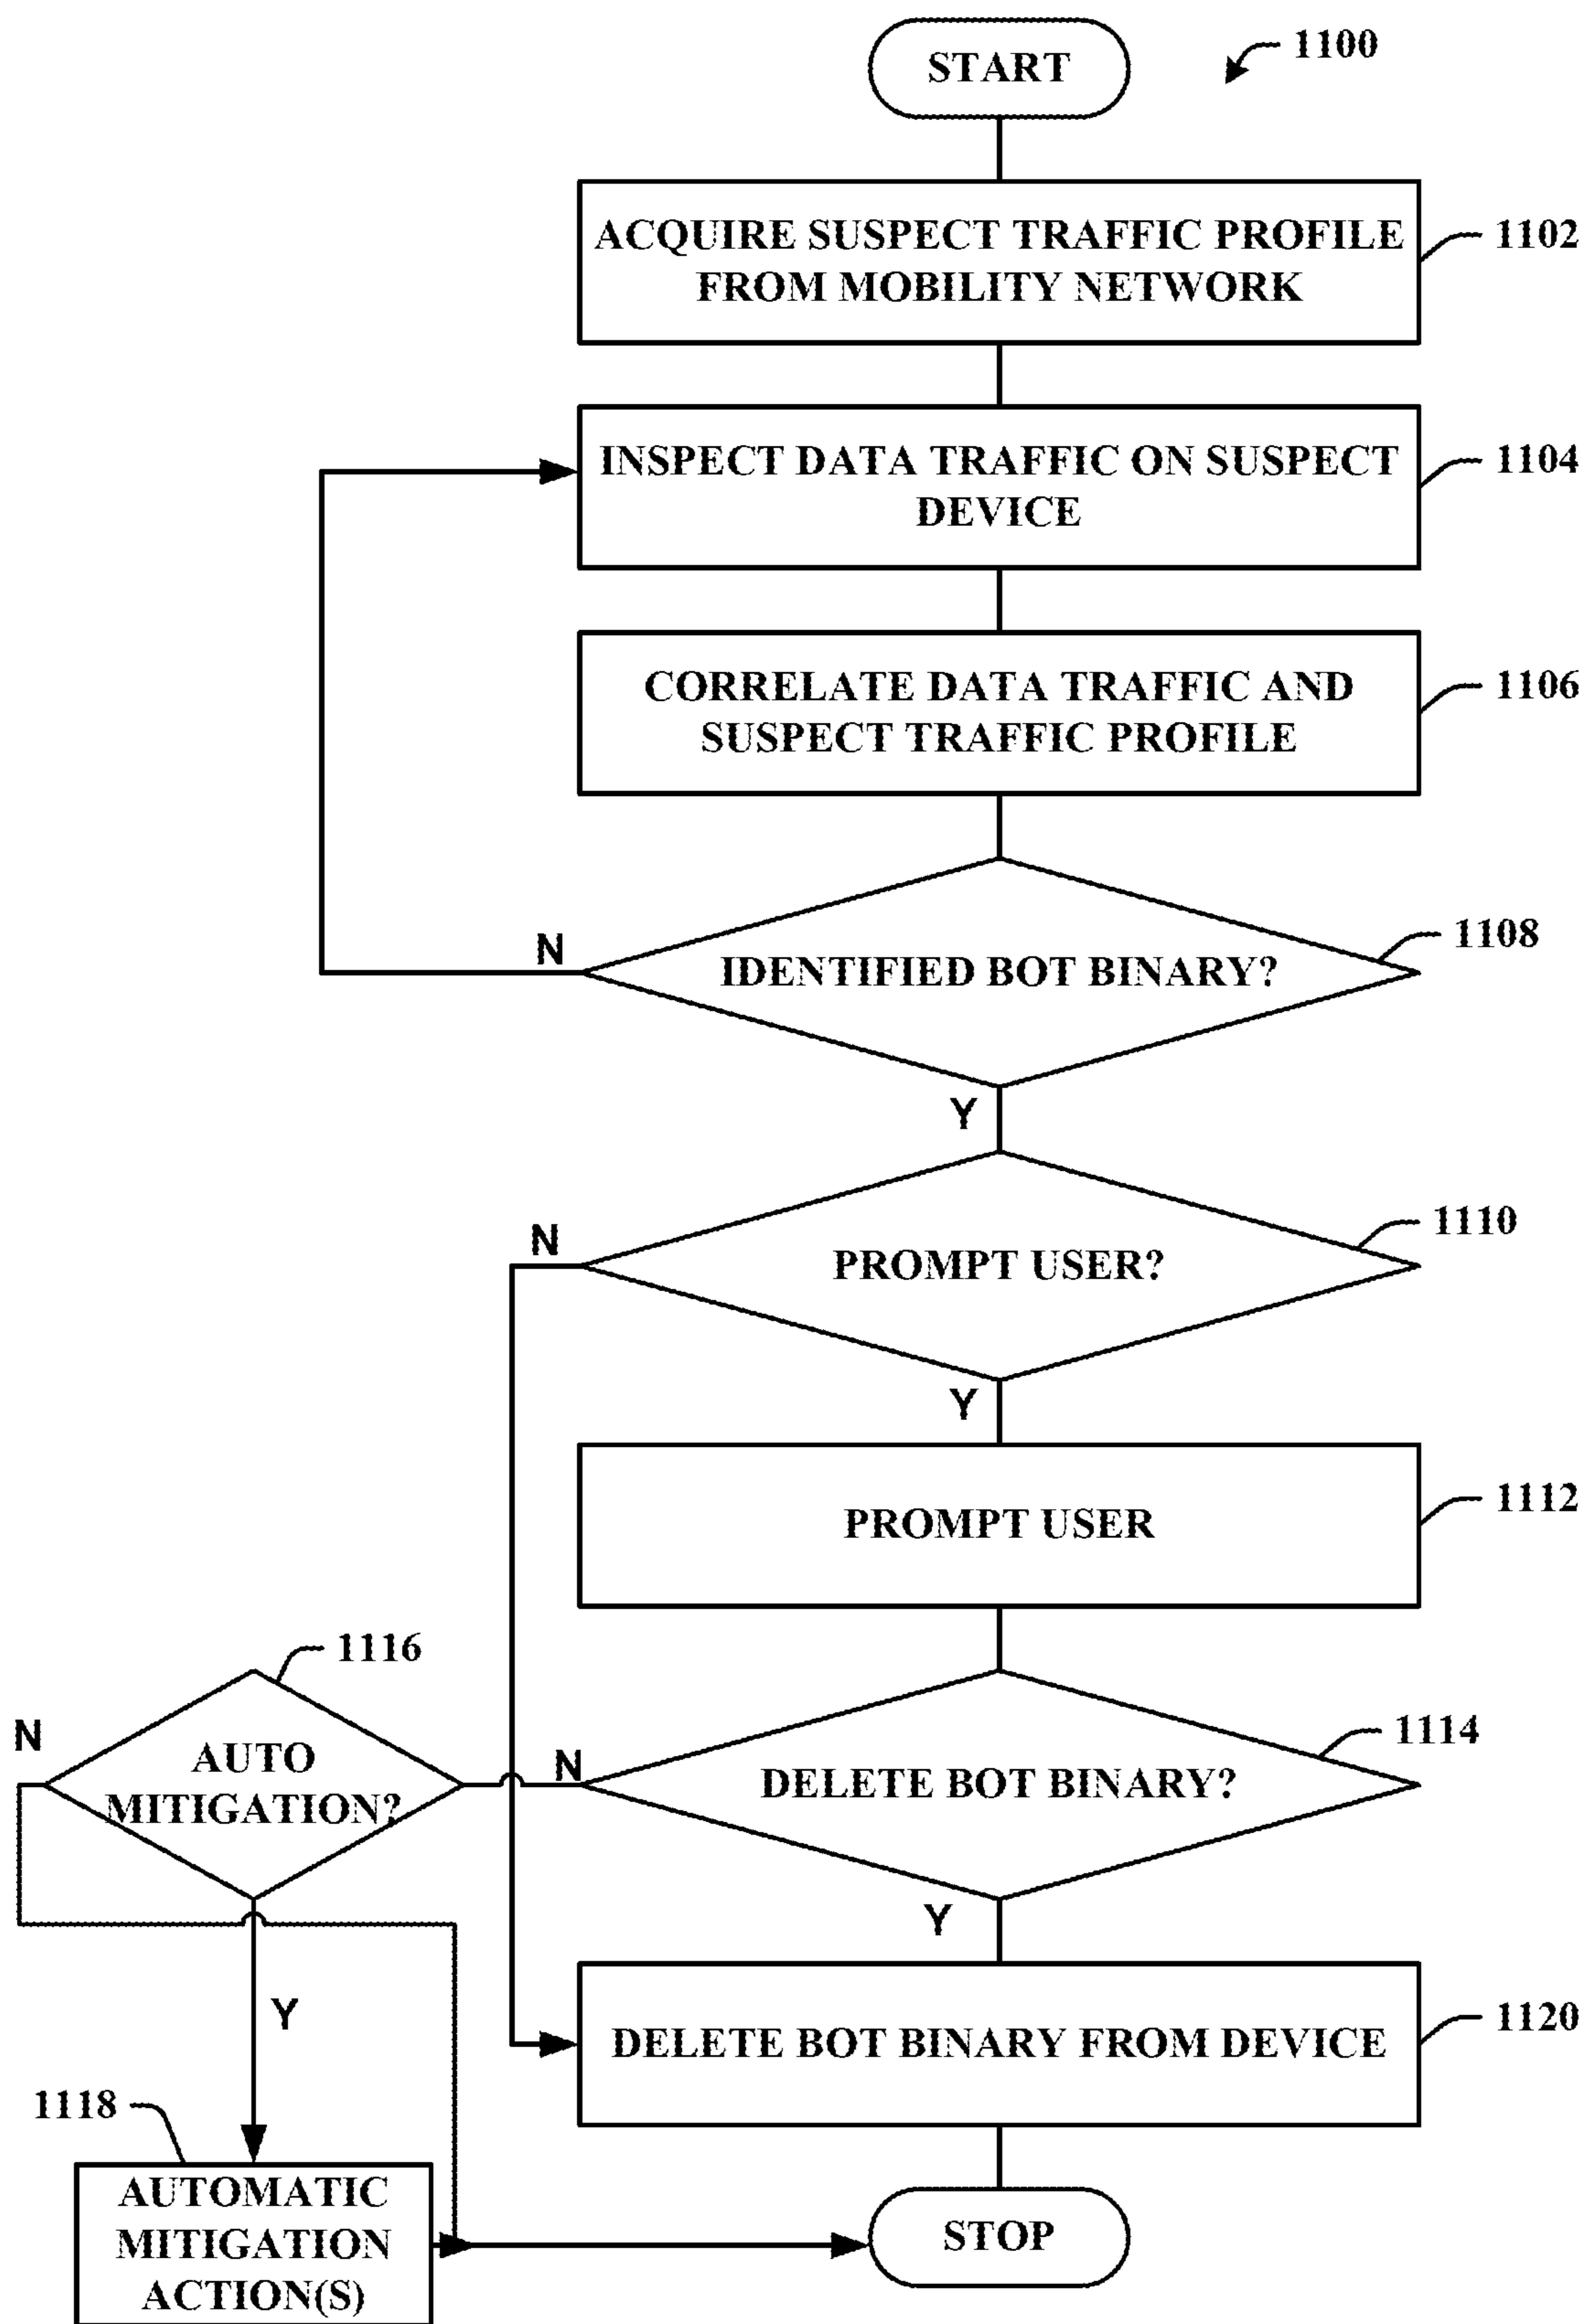 START
1100
ACQUIRE SUSPECT TRAFFIC PROFILE
FROM MOBILITY NETWORK
1102
INSPECT DATA TRAFFIC ON SUSPECT
DEVICE
1104
CORRELATE DATA TRAFFIC AND
SUSPECT TRAFFIC PROFILE
1106
IDENTIFIED BOT BINARY?
1108
N
Y
PROMPT USER?
1110
N
Y
PROMPT USER
1112
DELETE BOT BINARY?
1114
N
Y
AUTO
MITIGATION?
1116
N
Y
DELETE BOT BINARY FROM DEVICE
1120
1118
AUTOMATIC
MITIGATION
ACTION(S)
STOP